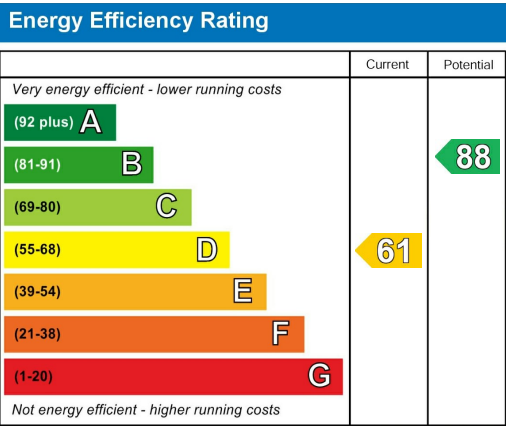 Energy Efficiency Rating
Current Potential
Very energy efficient - lower running costs
(92 plus) A
(81-91) B
88
(69-80) C
(55-68) D
61
(39-54) E
(21-38) F
(1-20) G
Not energy efficient - higher running costs